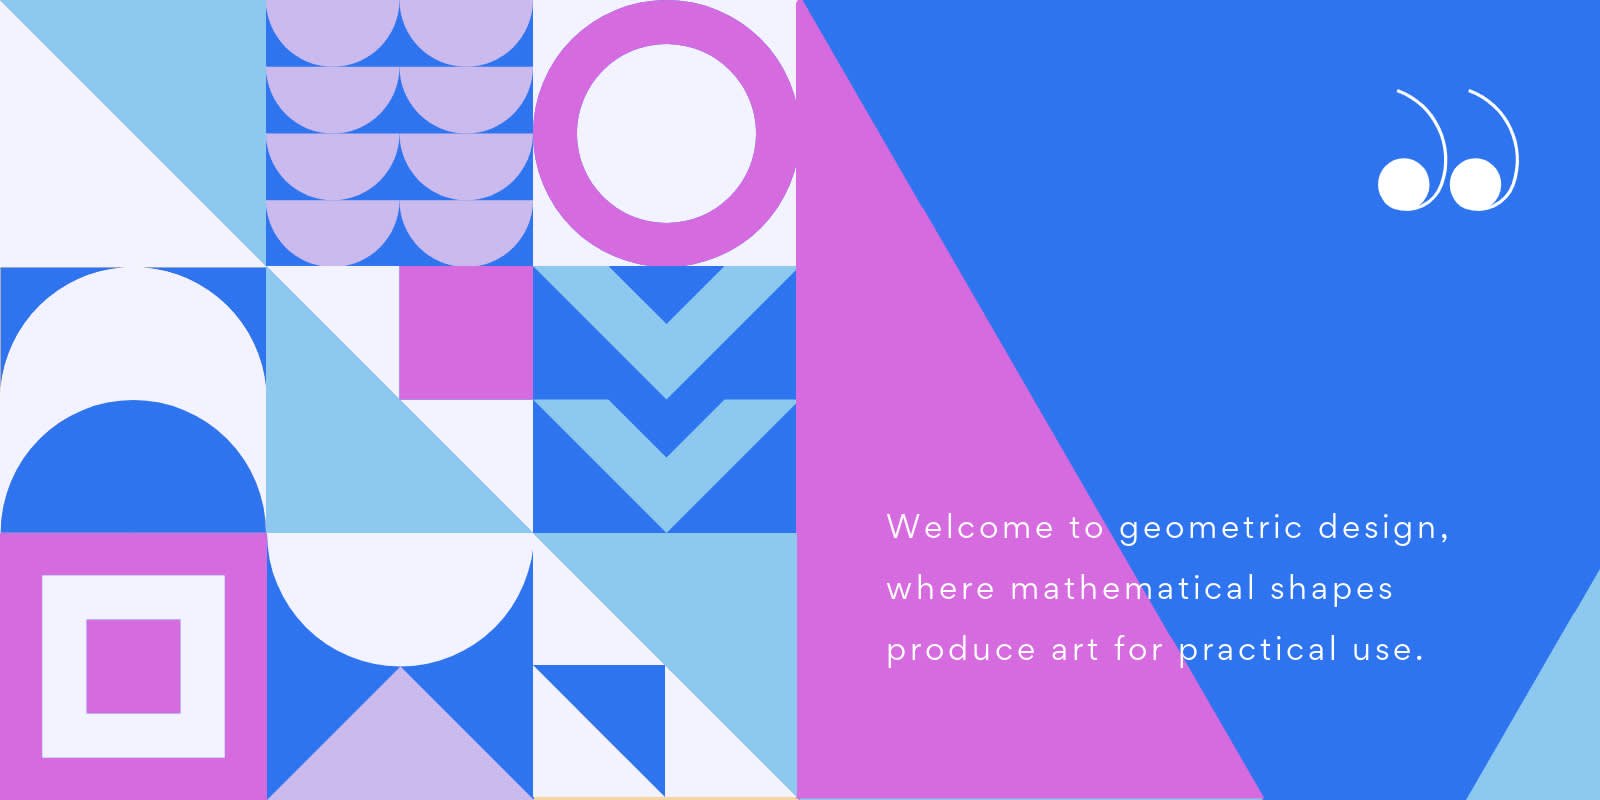 Welcome to geometric design,
where mathematical shapes
produce art for practical use.